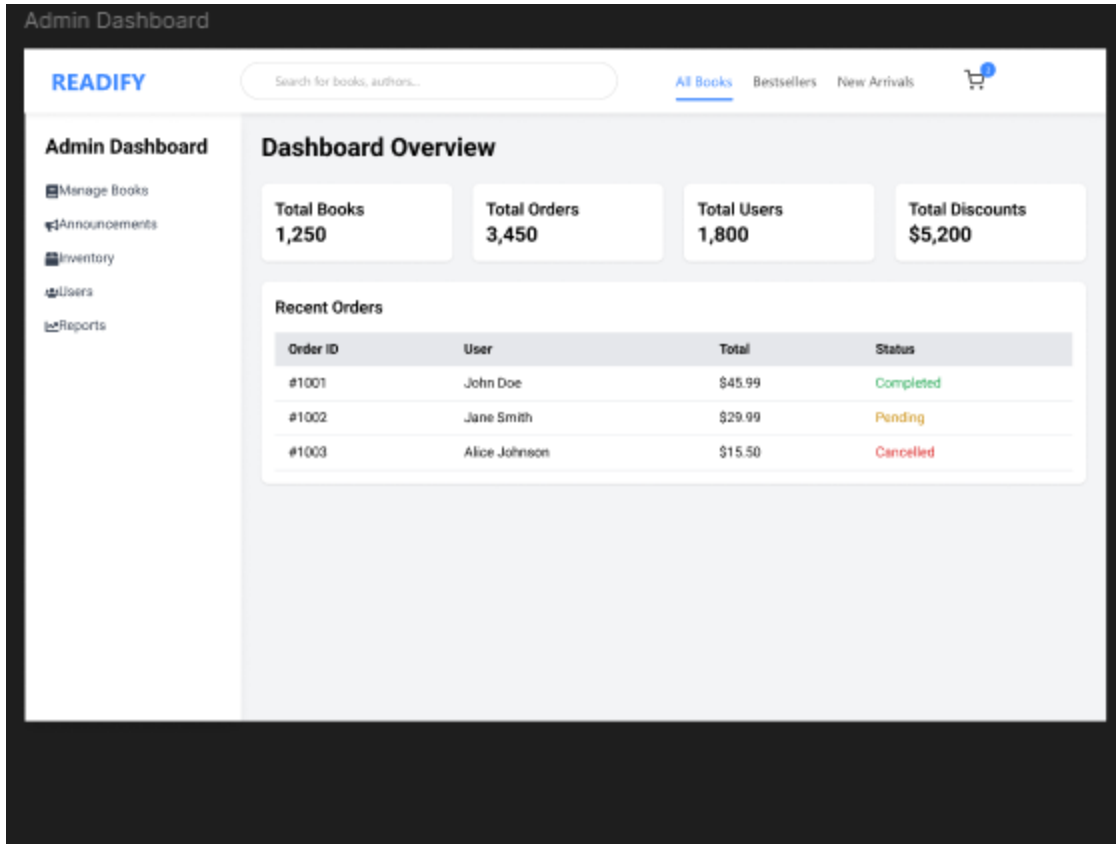 Admin Dashboard
READIFY
Search for books, authors...
All Books Bestsellers New Arrivals
Admin Dashboard
Manage Books
Announcements
Inventory
Users
Reports
Dashboard Overview
Total Books Total Orders Total Users Total Discounts
1,250 3,450 1,800 $5,200
Recent Orders
Order ID User Total Status
#1001 John Doe $45.99 Completed
#1002 Jane Smith $29.99 Pending
#1003 Alice Johnson $15.50 Cancelled